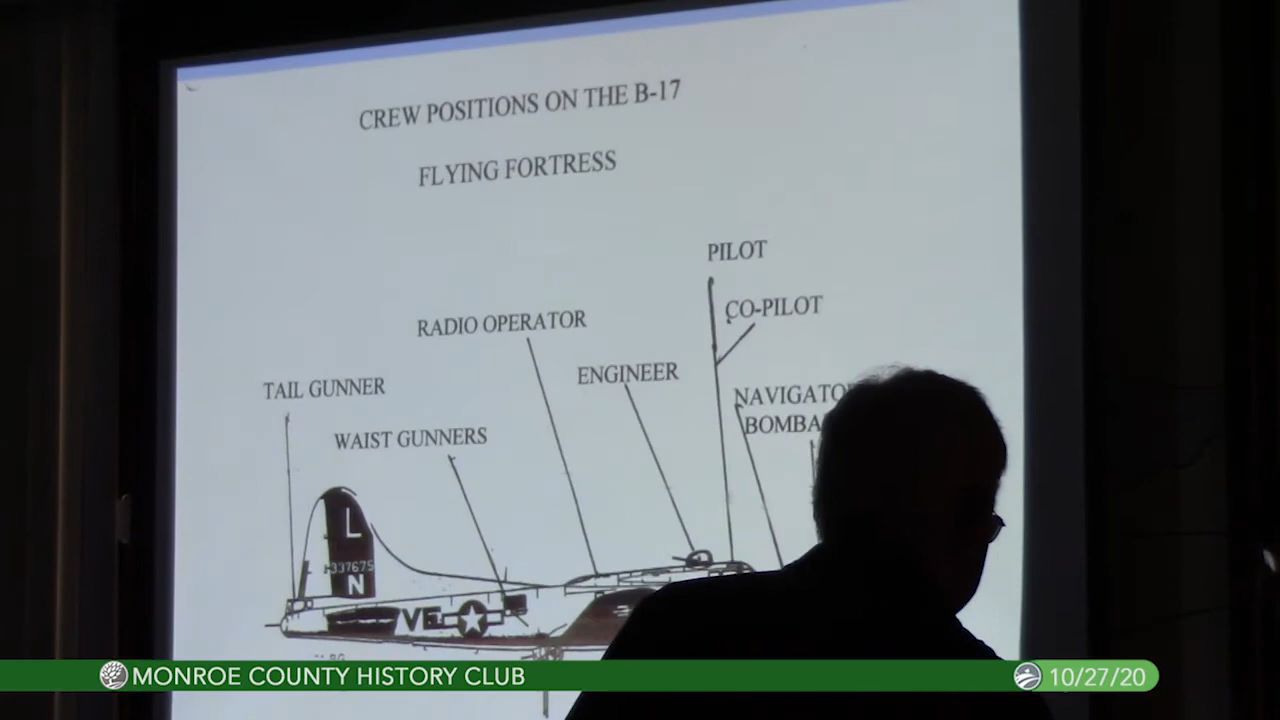 CREW POSITIONS ON THE B-17
FLYING FORTRESS
PILOT
CO-PILOT
RADIO OPERATOR
ENGINEER
TAIL GUNNER
WAIST GUNNERS
L
337675
N
VE
MONROE COUNTY HISTORY CLUB
10/27/20